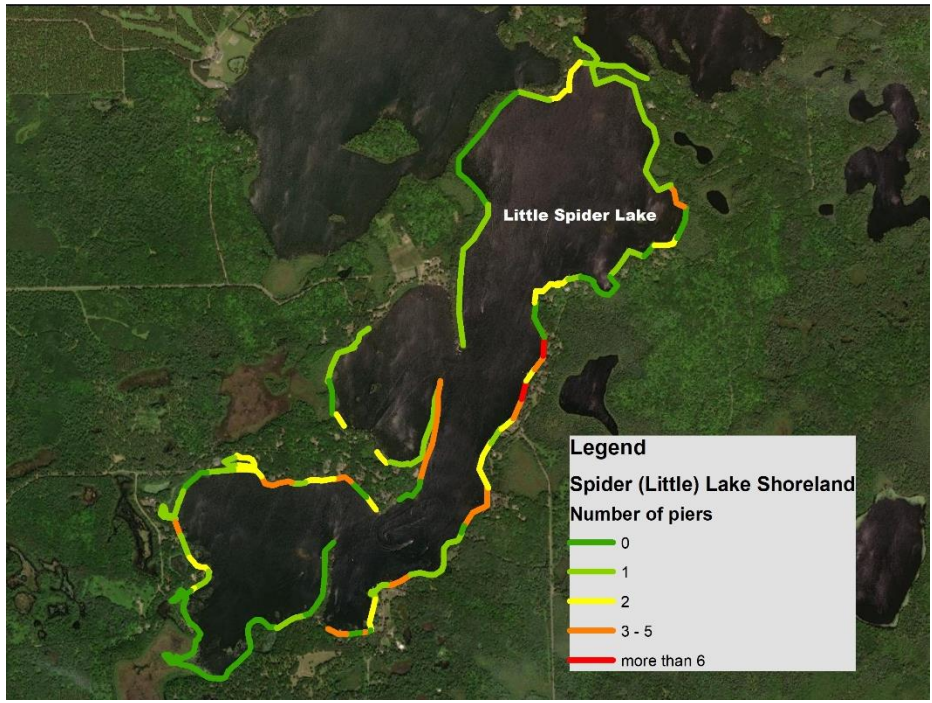 Little Spider Lake
Legend
Spider (Little) Lake Shoreland
Number of piers
0
1
2
3 - 5
more than 6